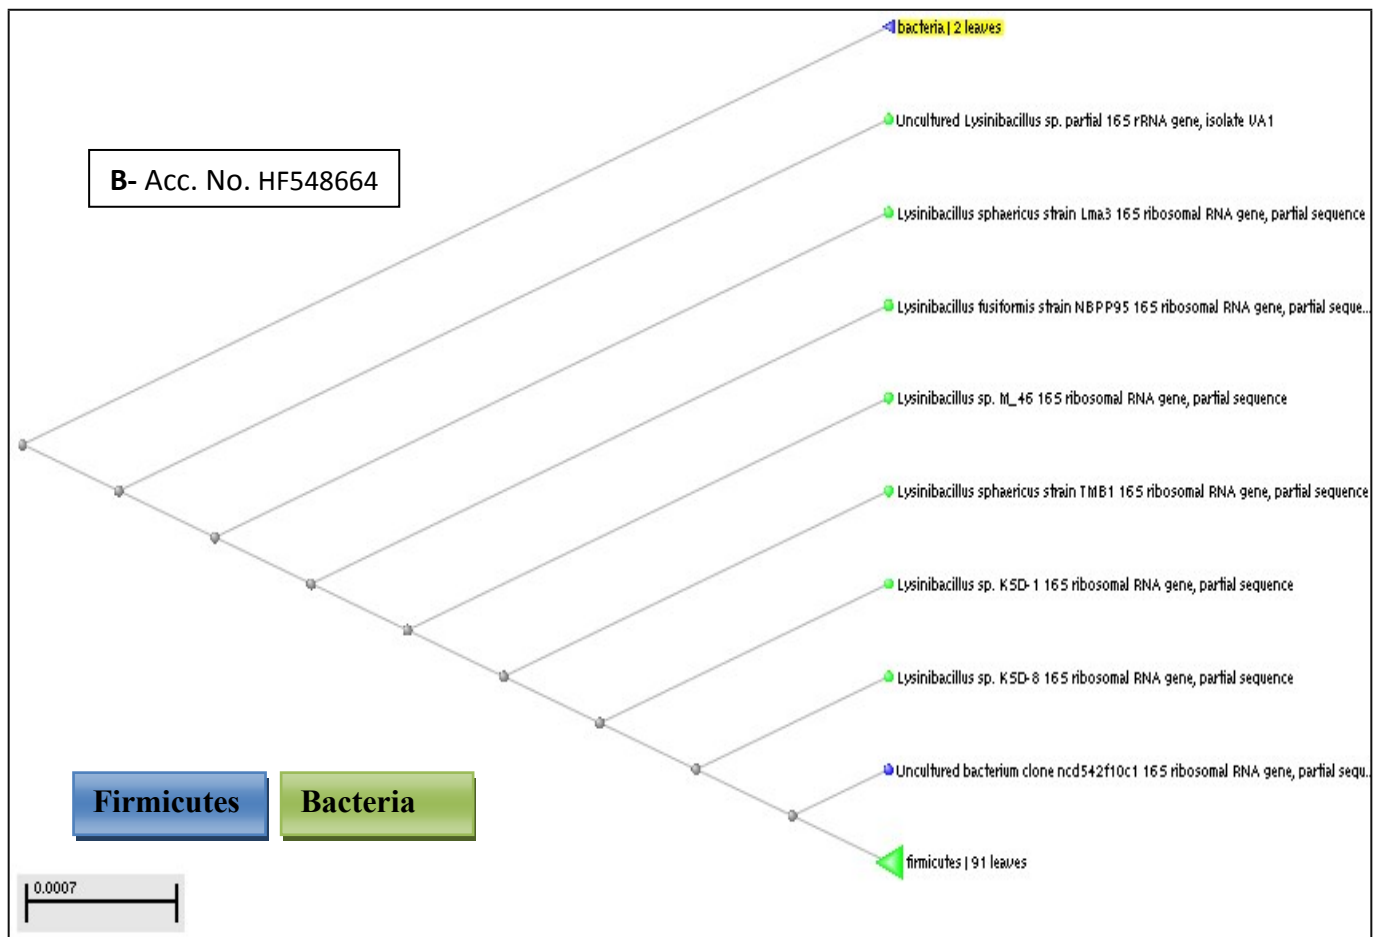 bacteria | 2 leaves
Uncultured Lysinibacillus sp. partial 16S rRNA gene, isolate VA1
B- Acc. No. HF548664
Lysinibacillus sphaericus strain Lma3 16S ribosomal RNA gene, partial sequence
Lysinibacillus fusiformis strain NBPP95 16S ribosomal RNA gene, partial seque...
Lysinibacillus sp. M_46 16S ribosomal RNA gene, partial sequence
Lysinibacillus sphaericus strain TMB1 16S ribosomal RNA gene, partial sequence
Lysinibacillus sp. KSD-1 16S ribosomal RNA gene, partial sequence
Lysinibacillus sp. KSD-8 16S ribosomal RNA gene, partial sequence
Uncultured bacterium clone ncd542f10c1 16S ribosomal RNA gene, partial sequ..
Firmicutes
Bacteria
firmicutes | 91 leaves
0.0007